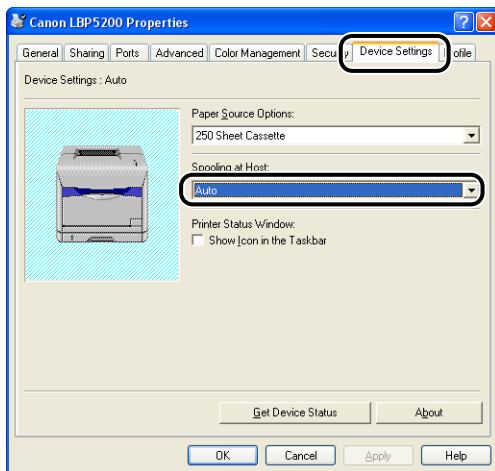 Canon LBP5200 Properties
General Sharing Ports Advanced Color Management Security Device Settings Profile
Device Settings : Auto
Paper Source Options:
250 Sheet Cassette
Spooling at Host:
Auto
Printer Status Window:
Show Icon in the Taskbar
Get Device Status About
OK Cancel Apply Help